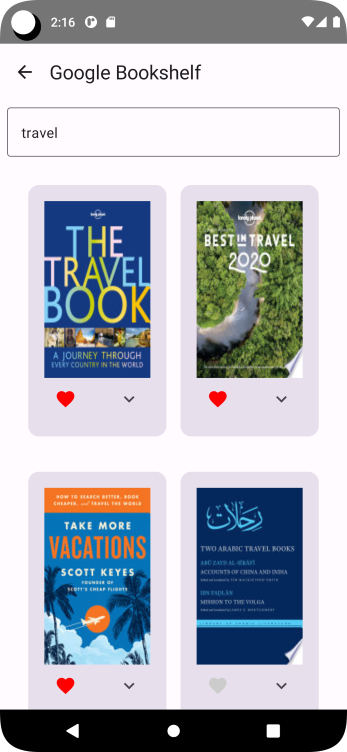 2:16
Google Bookshelf
travel
lonely planet
THE
TRAVEL
BOOK
A JOURNEY THROUGH
EVERY COUNTRY IN THE WORLD
lonely planet
BEST IN TRAVEL
2020
HOW TO SEARCH BETTER, BOOK
CHEAPER, and TRAVEL THE WORLD
TAKE MORE
VACATIONS
SCOTT KEYES
FOUNDER OF
SCOTT'S CHEAP FLIGHTS
رحلات
TWO ARABIC TRAVEL BOOKS
ABŪ ZAYD AL-SĪRĀFĪ
ACCOUNTS OF CHINA AND INDIA
IBN FAḌLĀN
MISSION TO THE VOLGA